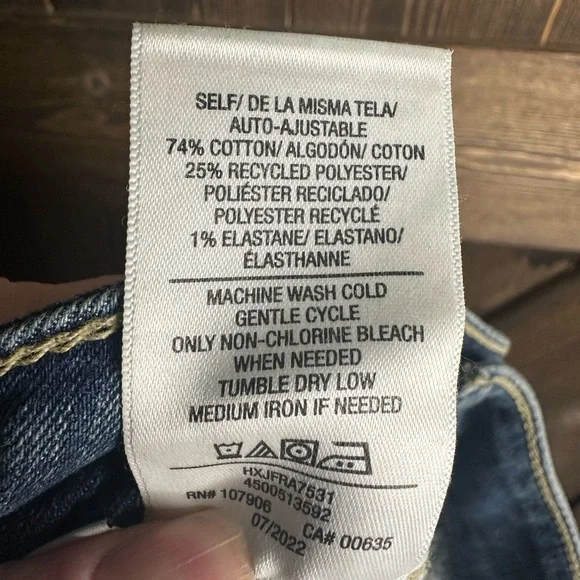 SELF/ DE LA MISMA TELA/
AUTO-AJUSTABLE
74% COTTON/ ALGODÓN/ COTON
25% RECYCLED POLYESTER/
POLIÉSTER RECICLADO/
POLYESTER RECYCLÉ
1% ELASTANE/ ELASTANO/
ÉLASTHANNE
MACHINE WASH COLD
GENTLE CYCLE
ONLY NON-CHLORINE BLEACH
WHEN NEEDED
TUMBLE DRY LOW
MEDIUM IRON IF NEEDED
HXJFRA7531
4500513592
RN# 107906 CA# 00635
07/2022